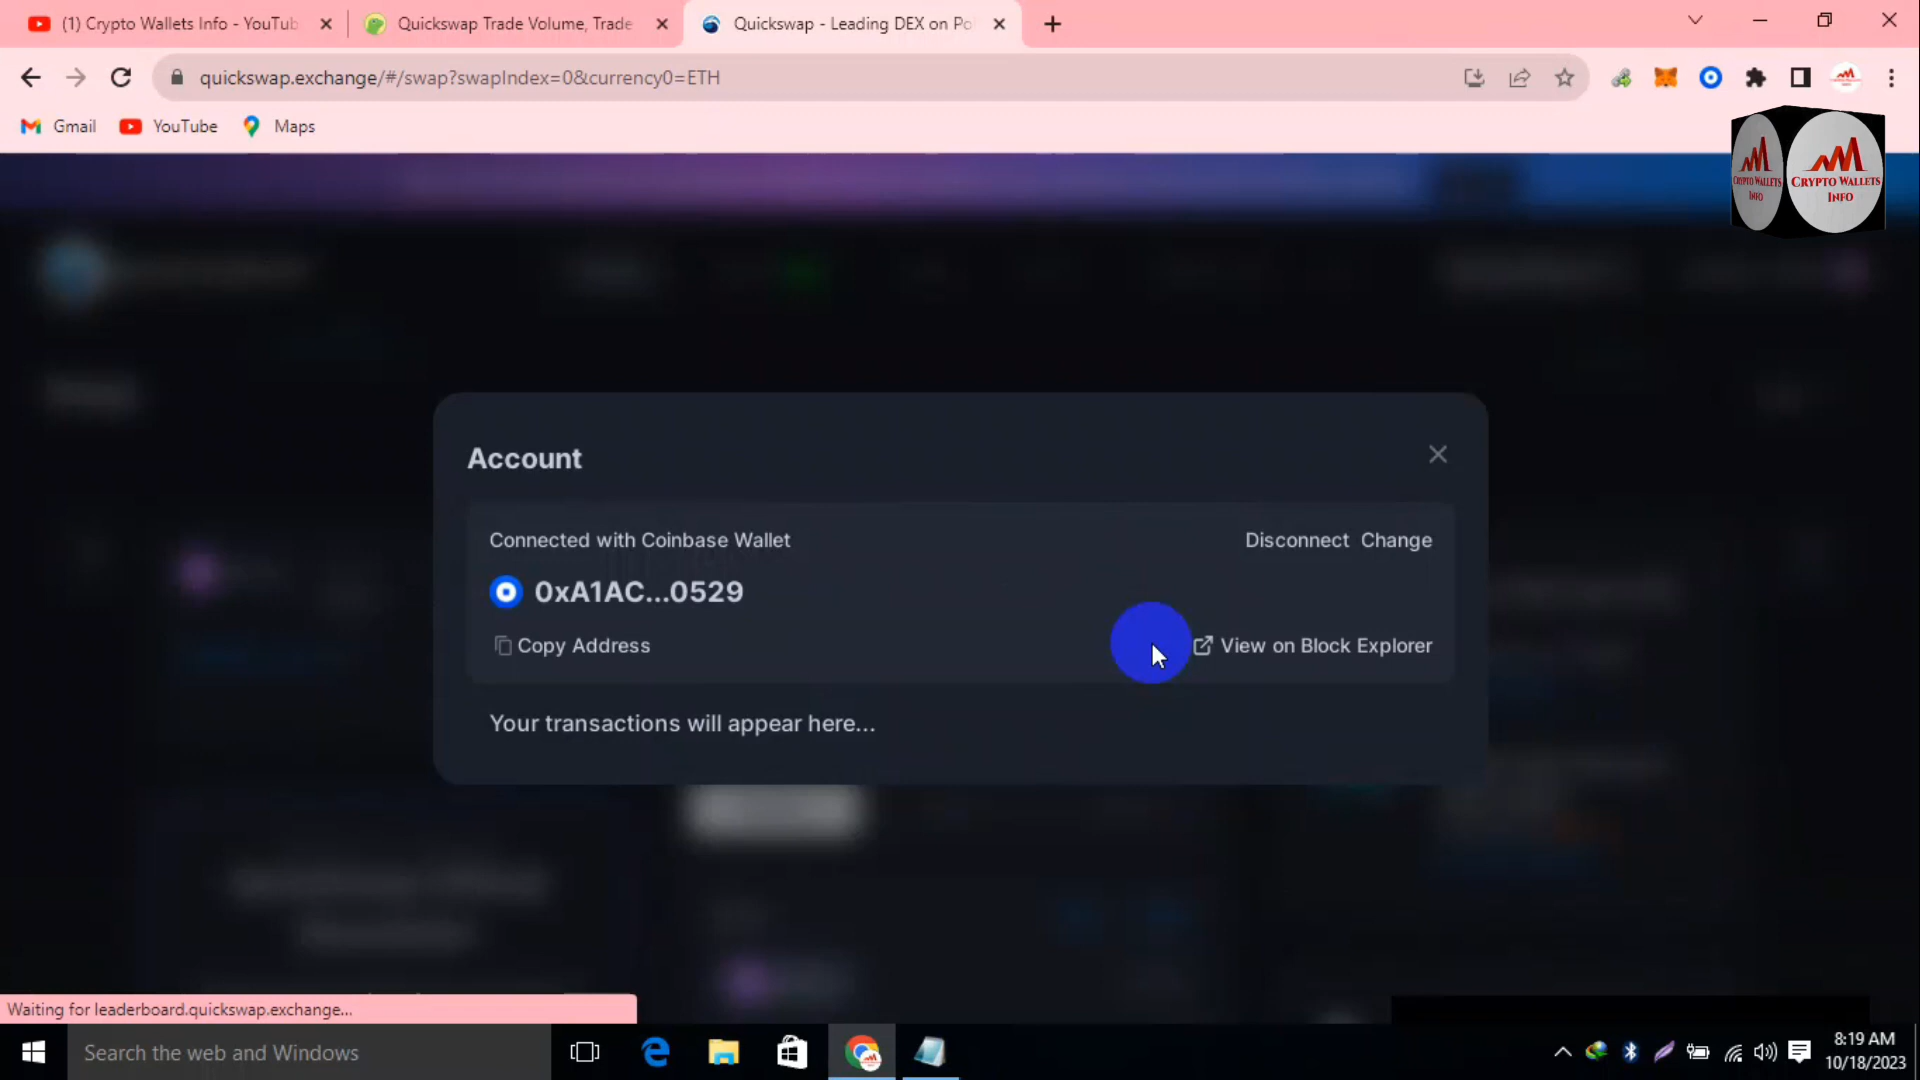 (1) Crypto Wallets Info - YouTub
Quickswap Trade Volume, Trade
Quickswap - Leading DEX on Po
quickswap.exchange/#/swap?swapIndex=0&currency0=ETH
Gmail
YouTube
Maps
CRYPTO WALLETS
INFO
CRYPTO WALLETS
INFO
Account
Connected with Coinbase Wallet
Disconnect Change
0xA1AC...0529
Copy Address
View on Block Explorer
Your transactions will appear here...
Waiting for leaderboard.quickswap.exchange...
Search the web and Windows
8:19 AM
10/18/2023